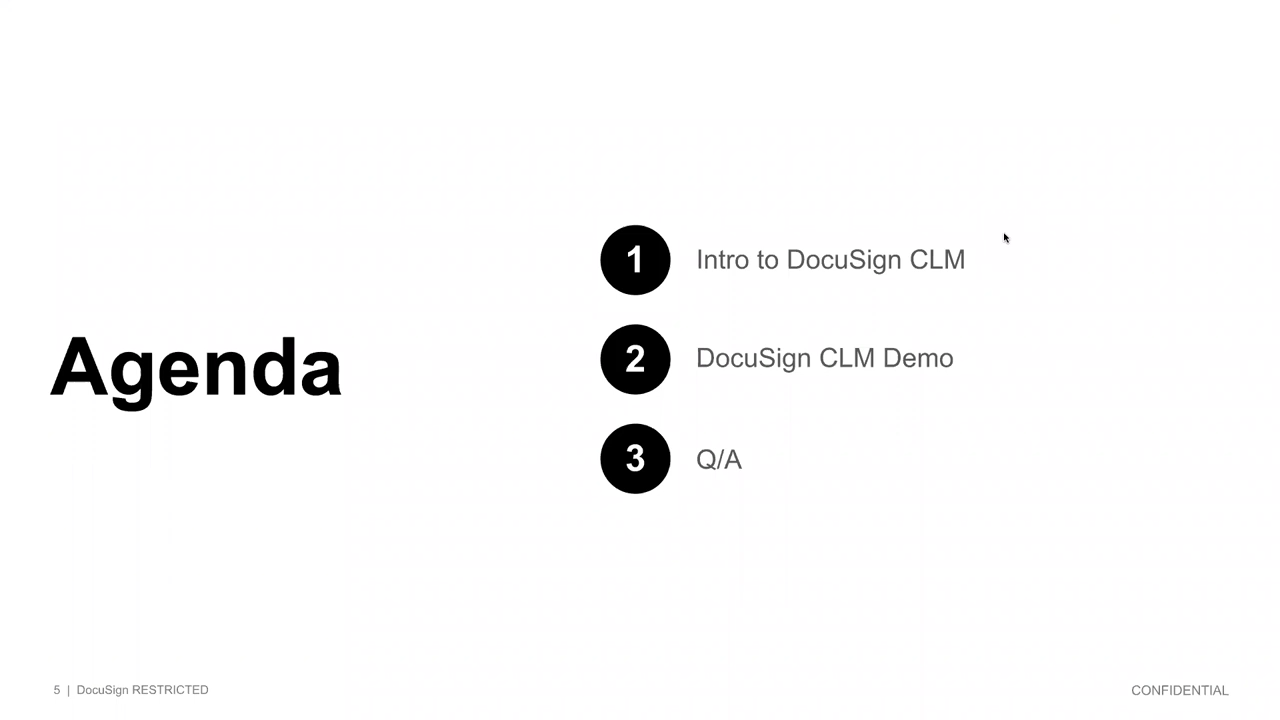 Agenda
1 Intro to DocuSign CLM
2 DocuSign CLM Demo
3 Q/A
5 | DocuSign RESTRICTED
CONFIDENTIAL